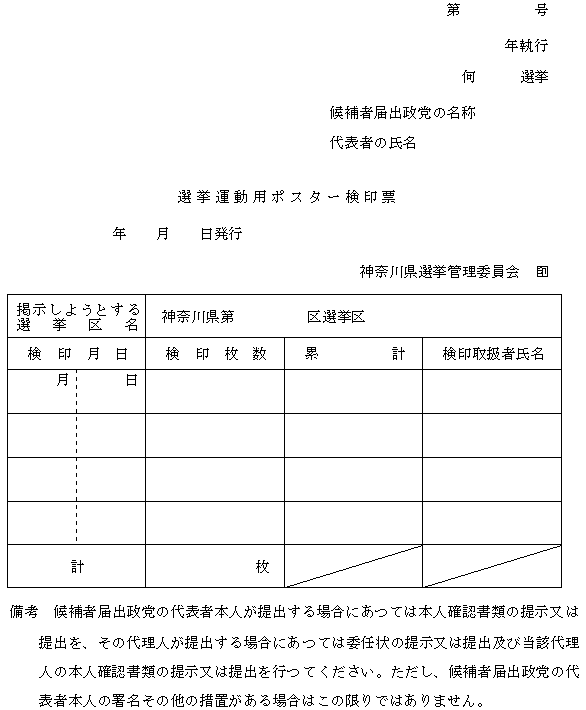 第　　　　　号
年執行
何　　　選挙
候補者届出政党の名称
代表者の氏名
選挙運動用ポスター検印票
年　　月　　日発行
神奈川県選挙管理委員会　印
掲示しようとする
選挙区名
神奈川県第　　　　　区選挙区
検印月日　検印枚数　累計　検印取扱者氏名
月　日
計　枚
備考　候補者届出政党の代表者本人が提出する場合にあつては本人確認書類の提示又は
提出を、その代理人が提出する場合にあつては委任状の提示又は提出及び当該代理
人の本人確認書類の提示又は提出を行つてください。ただし、候補者届出政党の代
表者本人の署名その他の措置がある場合はこの限りではありません。